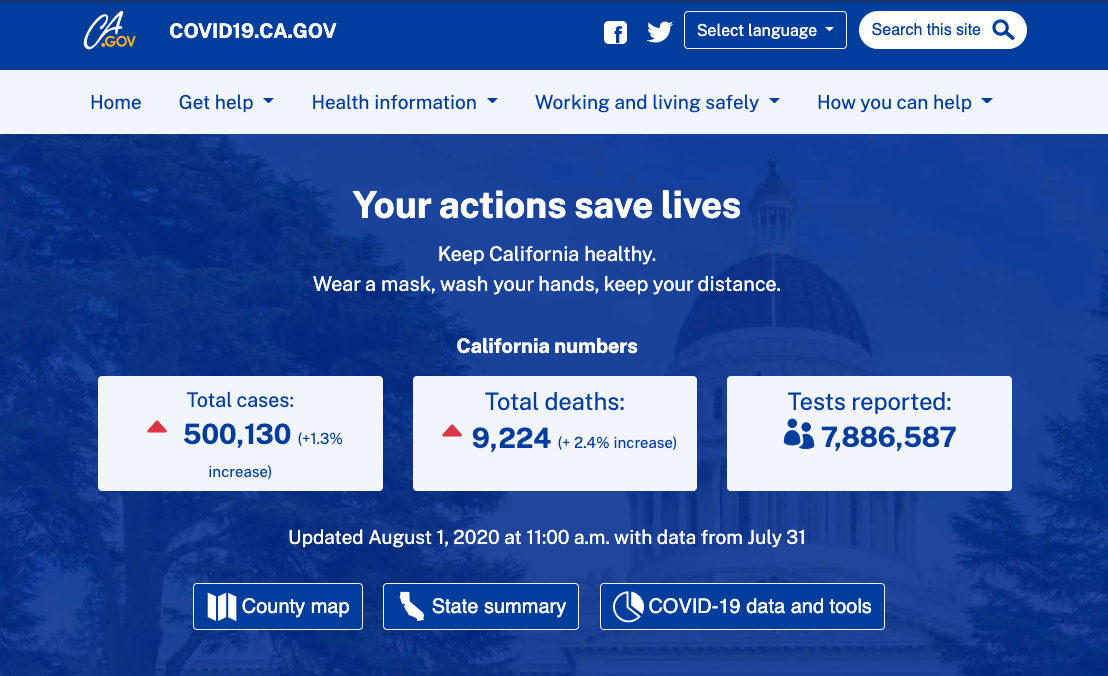 CA
.GOV
COVID19.CA.GOV
Select language
Search this site
Home
Get help
Health information
Working and living safely
How you can help
Your actions save lives
Keep California healthy.
Wear a mask, wash your hands, keep your distance.
California numbers
Total cases:
500,130 (+1.3%
increase)
Total deaths:
9,224 (+ 2.4% increase)
Tests reported:
7,886,587
Updated August 1, 2020 at 11:00 a.m. with data from July 31
County map
State summary
COVID-19 data and tools